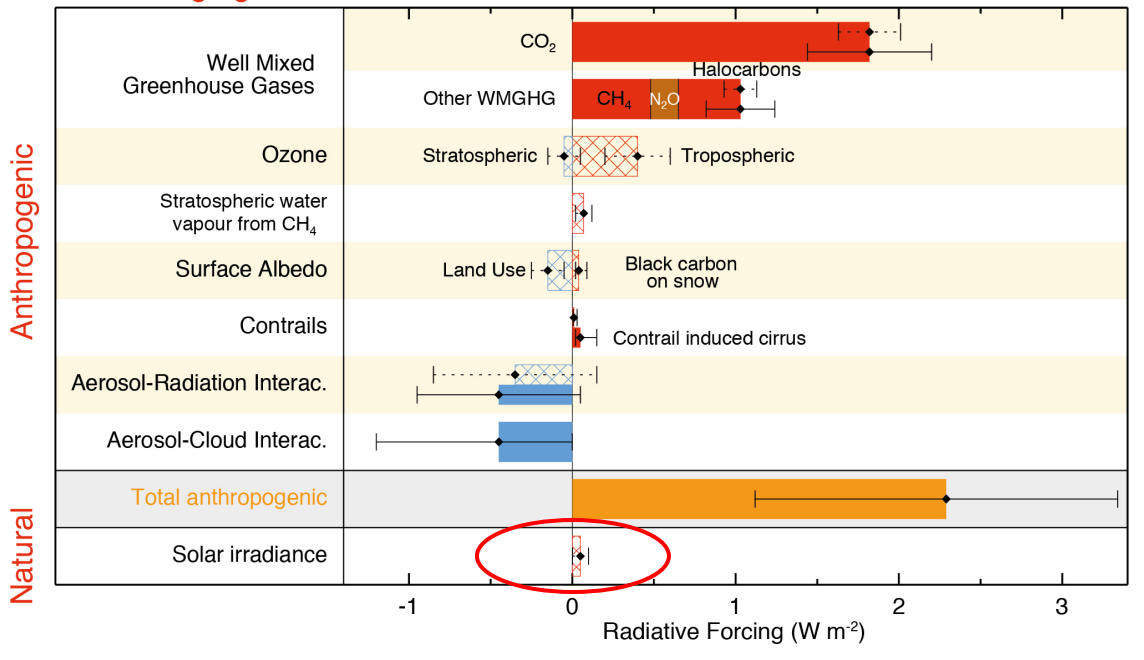 Anthropogenic
Natural
Well Mixed
Greenhouse Gases
CO2
Halocarbons
Other WMGHG
CH4
N2O
Ozone
Stratospheric
Tropospheric
Stratospheric water
vapour from CH4
Surface Albedo
Land Use
Black carbon
on snow
Contrails
Contrail induced cirrus
Aerosol-Radiation Interac.
Aerosol-Cloud Interac.
Total anthropogenic
Solar irradiance
-1 0 1 2 3
Radiative Forcing (W m-2)